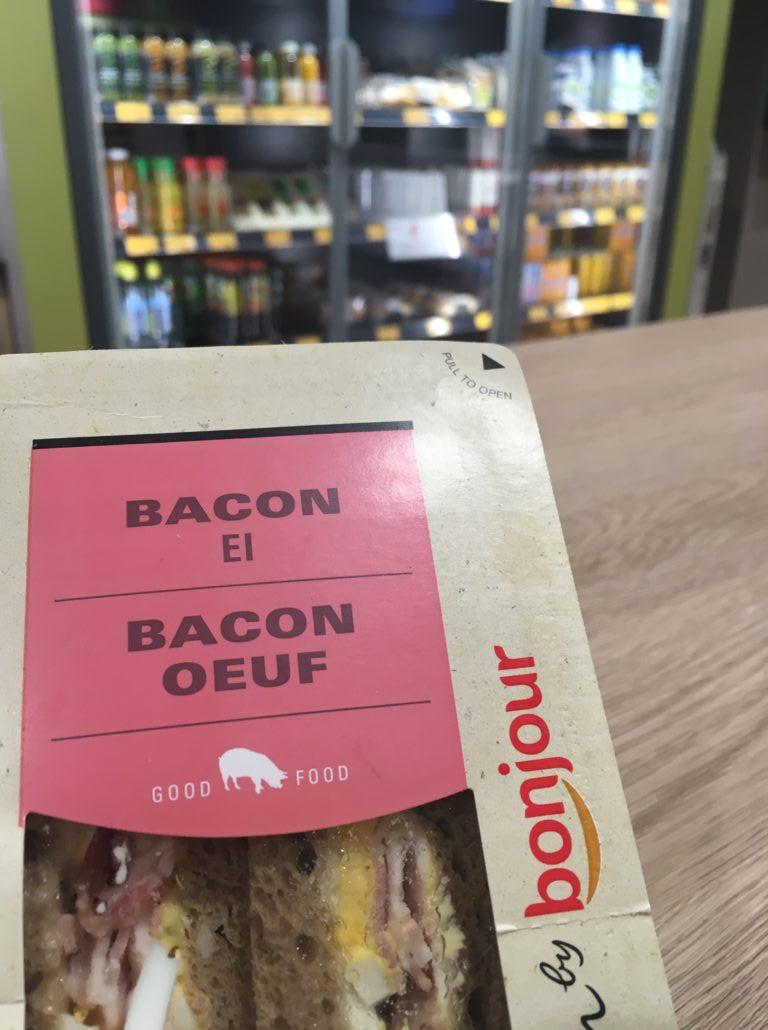 PULL TO OPEN
BACON
EI
BACON
OEUF
GOOD FOOD
bonjour
by